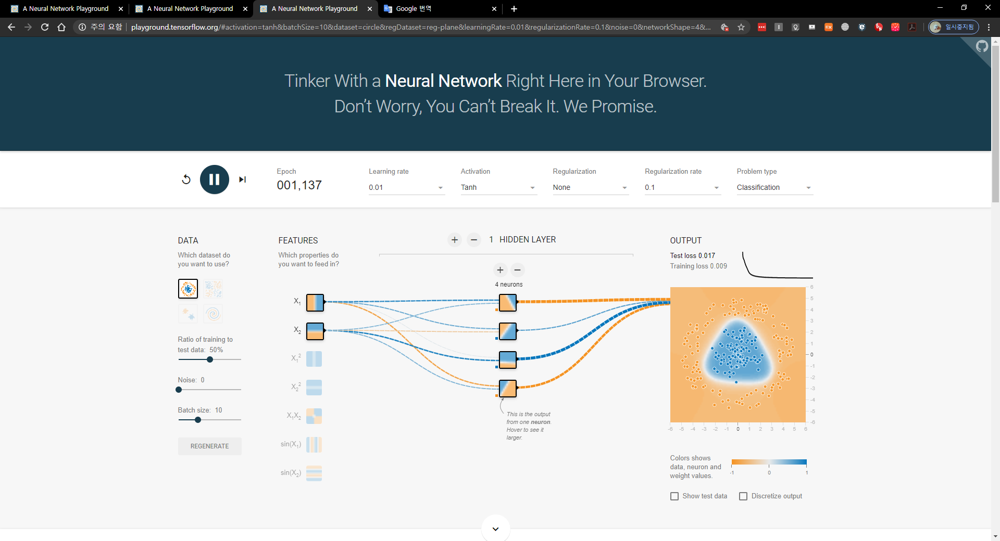 A Neural Network Playground
A Neural Network Playground
A Neural Network Playground
Google 번역
주의 요함
playground.tensorflow.org/#activation=tanh&batchSize=10&dataset=circle&regDataset=reg-plane&learningRate=0.01&regularizationRate=0.1&noise=0&networkShape=4&...
일시중지됨
Tinker With a Neural Network Right Here in Your Browser.
Don't Worry, You Can't Break It. We Promise.
Epoch
001,137
Learning rate
0.01
Activation
Tanh
Regularization
None
Regularization rate
0.1
Problem type
Classification
DATA
Which dataset do
you want to use?
Ratio of training to
test data: 50%
Noise: 0
Batch size: 10
REGENERATE
FEATURES
Which properties do
you want to feed in?
X1
X2
X1²
X2²
X1X2
sin(X1)
sin(X2)
+ − 1 HIDDEN LAYER
+ −
4 neurons
This is the output
from one neuron.
Hover to see it
larger.
OUTPUT
Test loss 0.017
Training loss 0.009
6
5
4
3
2
1
0
-1
-2
-3
-4
-5
-6
-6 -5 -4 -3 -2 -1 0 1 2 3 4 5 6
Colors shows
data, neuron and
weight values.
-1 0 1
Show test data
Discretize output